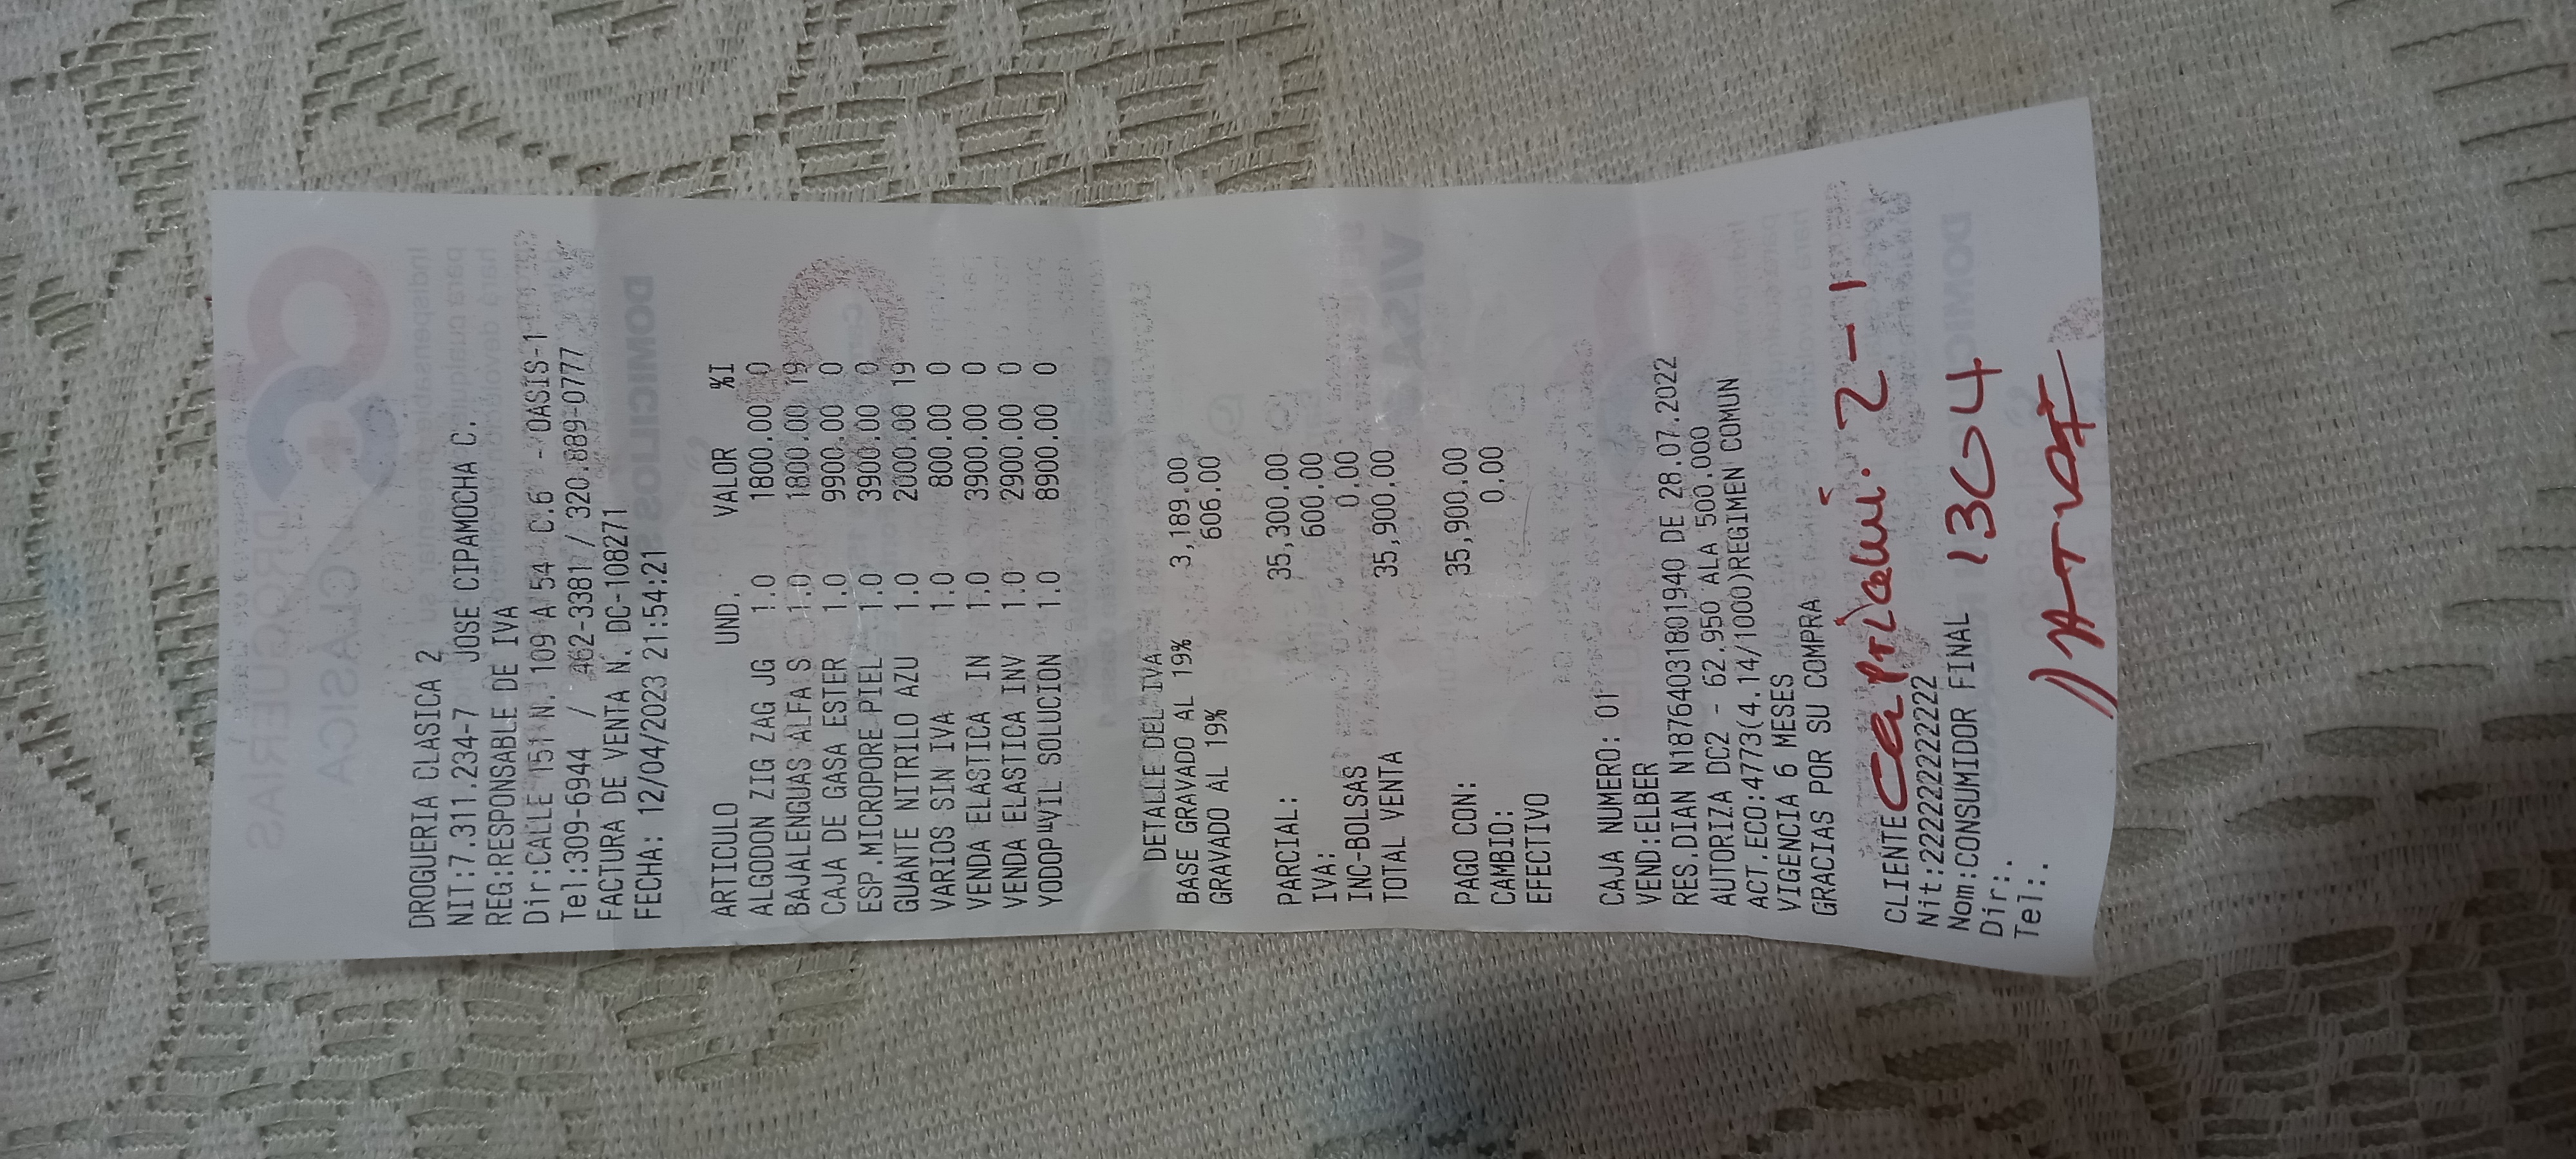 DROGUERIA CLASICA 2
NIT:7.311.234-7 JOSE CIPAMOCHA C.
REG:RESPONSABLE DE IVA
Dir:CALLE 151 N. 109 A 54 C.6 - OASIS-1
Tel:309-6944 / 462-3381 / 320.889-0777
FACTURA DE VENTA N. DC-108271
FECHA: 12/04/2023 21:54:21
ARTICULO UND. VALOR %I
ALGODON ZIG ZAG JG 1.0 1800.00 0
BAJALENGUAS ALFA S 1.0 1800.00 19
CAJA DE GASA ESTER 1.0 9900.00 0
ESP.MICROPORE PIEL 1.0 3900.00 0
GUANTE NITRILO AZU 1.0 2000.00 19
VARIOS SIN IVA 1.0 800.00 0
VENDA ELASTICA IN 1.0 3900.00 0
VENDA ELASTICA INV 1.0 2900.00 0
YODOPOVIL SOLUCION 1.0 8900.00 0
DETALLE DEL IVA
BASE GRAVADO AL 19% 3,189.00
GRAVADO AL 19% 606.00
PARCIAL: 35,300.00
IVA: 600.00
INC-BOLSAS 0.00
TOTAL VENTA 35,900.00
PAGO CON: 35,900.00
CAMBIO: 0.00
EFECTIVO
CAJA NUMERO: 01
VEND:ELBER
RES.DIAN N18764031801940 DE 28.07.2022
AUTORIZA DC2 - 62.950 ALA 500.000
ACT.ECO:4773(4.14/1000)REGIMEN COMUN
VIGENCIA 6 MESES
GRACIAS POR SU COMPRA
CLIENTE 2-1
Nit:222222222222
Nom:CONSUMIDOR FINAL 1304
Dir:.
Tel:.